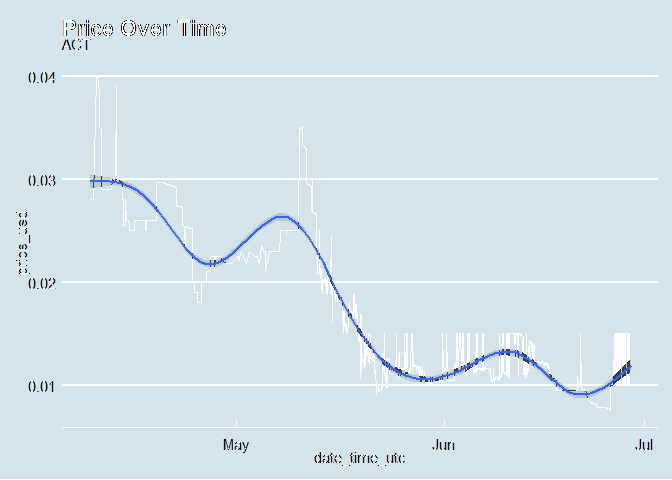 Price Over Time
ACT
0.04
0.03
0.02
0.01
price_usd
May
Jun
Jul
date_time_utc